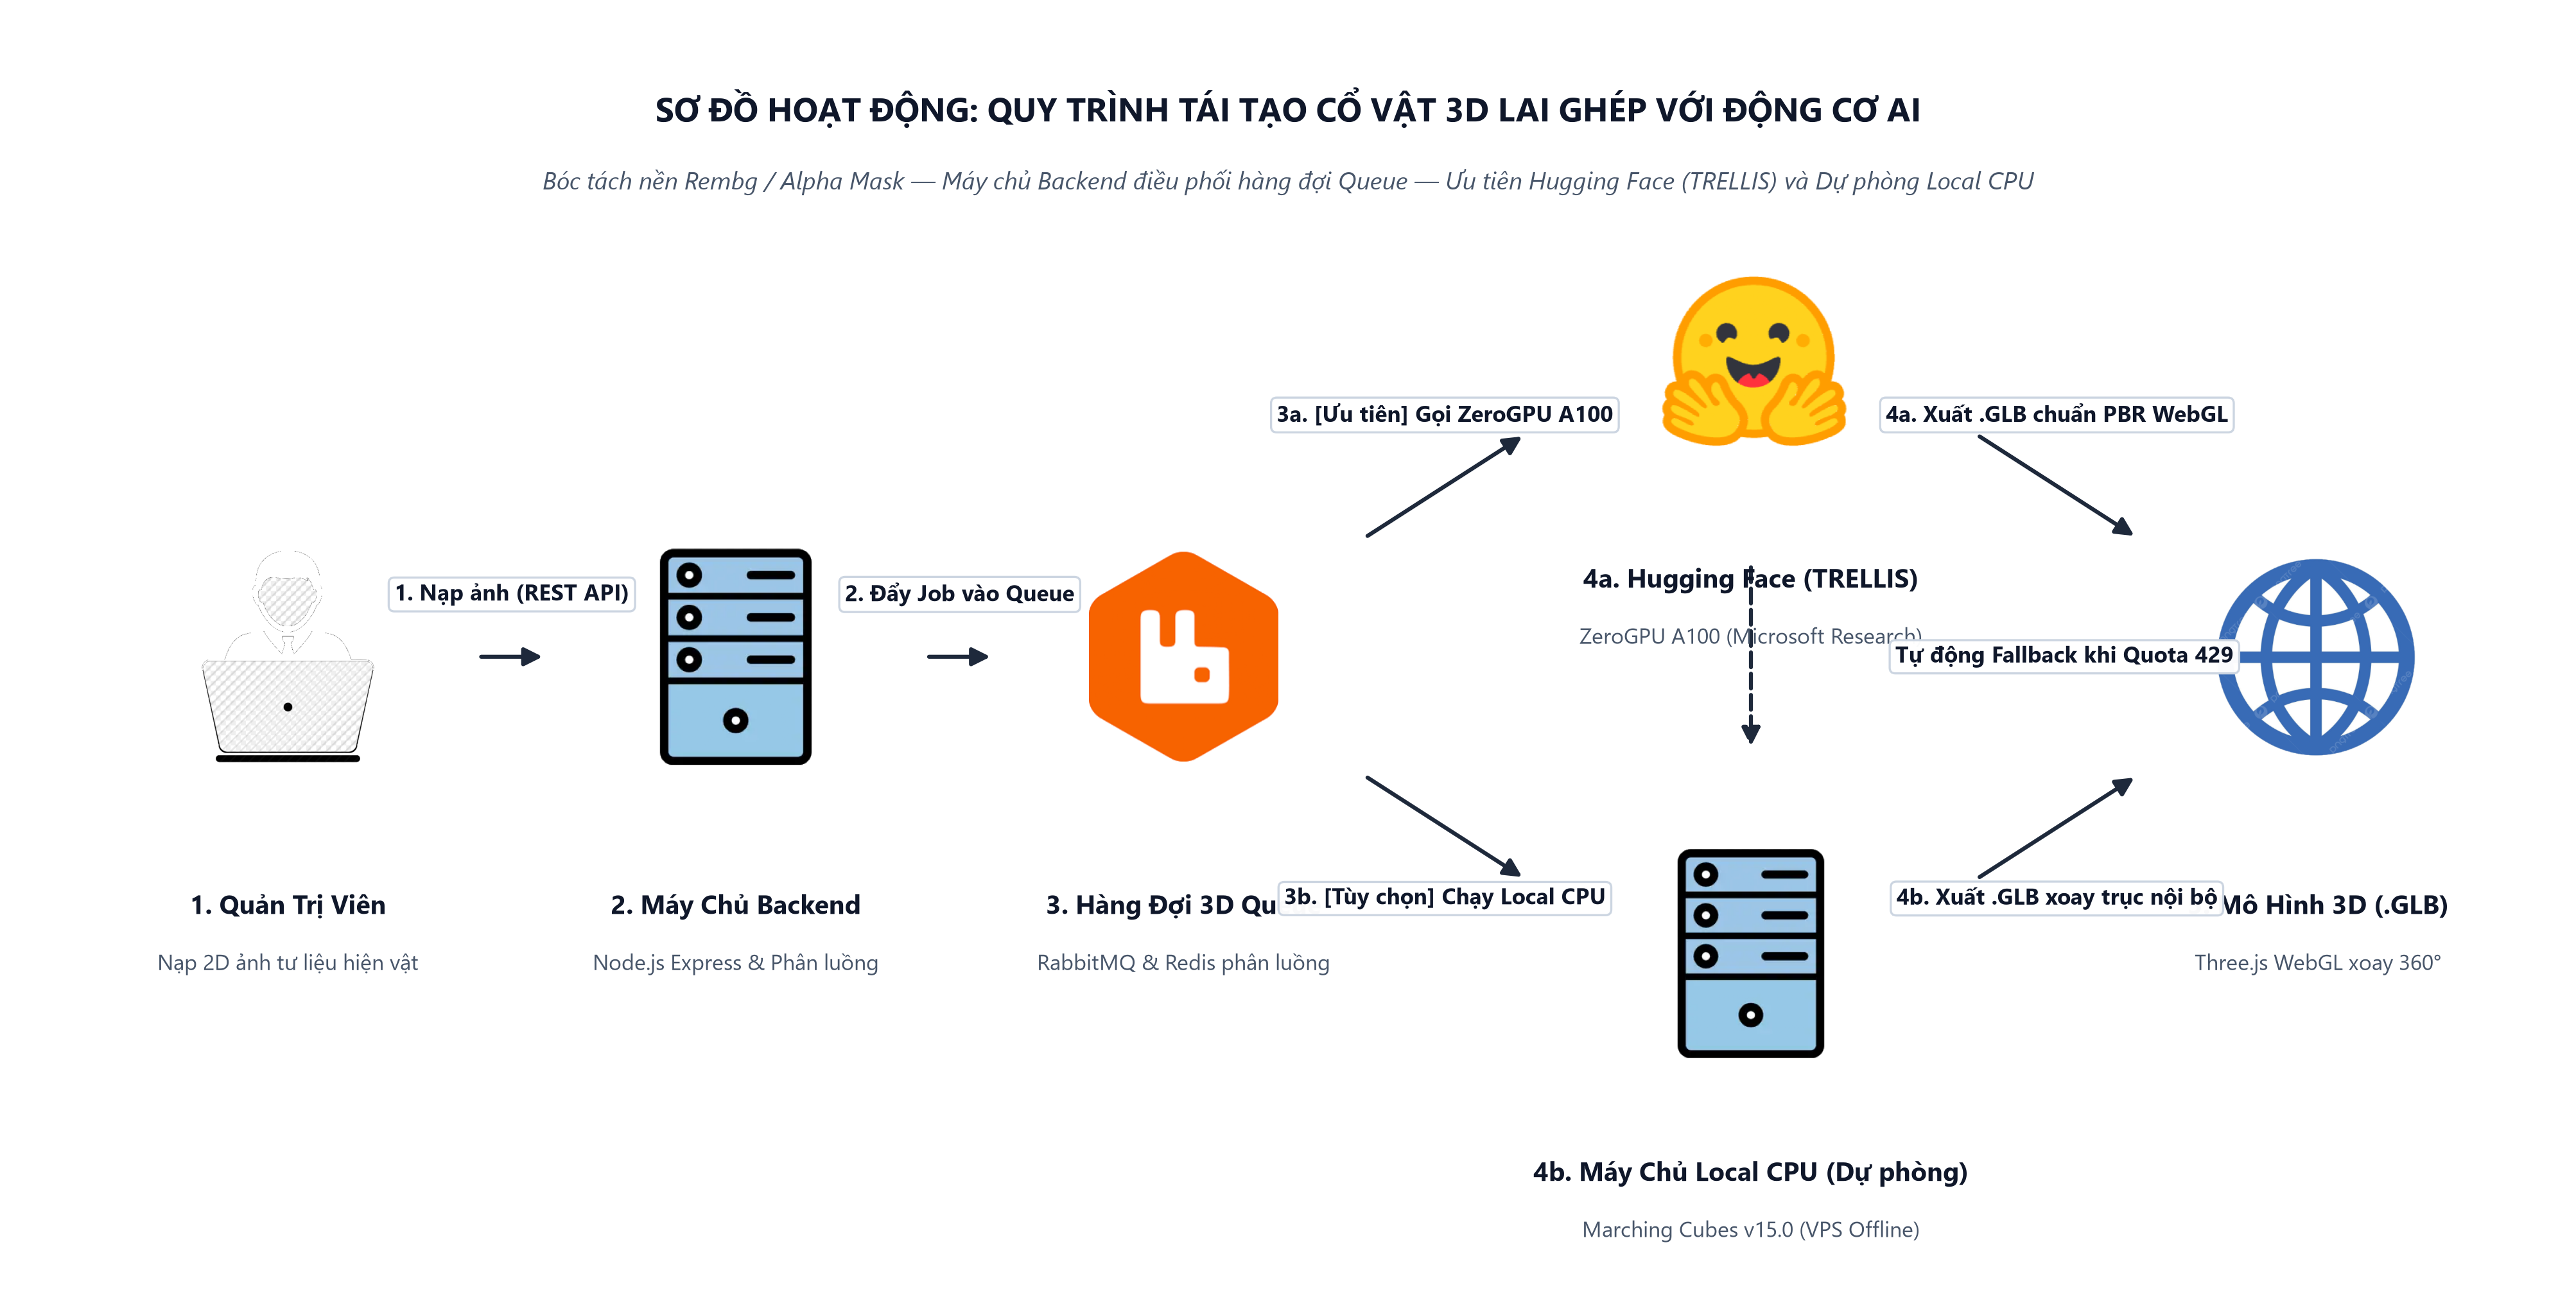 SƠ ĐỒ HOẠT ĐỘNG: QUY TRÌNH TÁI TẠO CỔ VẬT 3D LAI GHÉP VỚI ĐỘNG CƠ AI
Bóc tách nền Rembg / Alpha Mask — Máy chủ Backend điều phối hàng đợi Queue — Ưu tiên Hugging Face (TRELLIS) và Dự phòng Local CPU
3a. [Ưu tiên] Gọi ZeroGPU A100
4a. Xuất .GLB chuẩn PBR WebGL
1. Nạp ảnh (REST API)
2. Đẩy Job vào Queue
4a. Hugging Face (TRELLIS)
ZeroGPU A100 (Microsoft Research)
Tự động Fallback khi Quota 429
1. Quản Trị Viên
Nạp 2D ảnh tư liệu hiện vật
2. Máy Chủ Backend
Node.js Express & Phân luồng
3. Hàng Đợi 3D Qu
RabbitMQ & Redis phân luồng
3b. [Tùy chọn] Chạy Local CPU
4b. Xuất .GLB xoay trục nội bộ
Mô Hình 3D (.GLB)
Three.js WebGL xoay 360°
4b. Máy Chủ Local CPU (Dự phòng)
Marching Cubes v15.0 (VPS Offline)